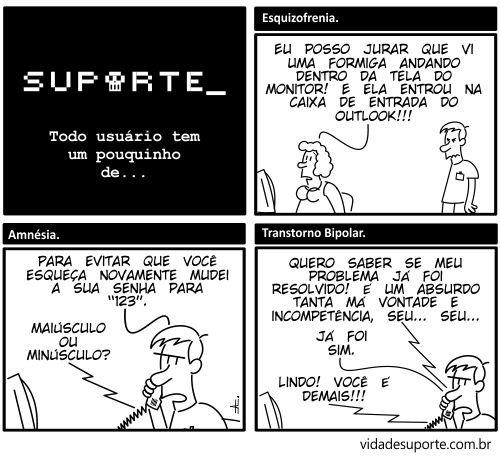 SUPORTE_
Todo usuário tem
um pouquinho
de...
Esquizofrenia.
EU POSSO JURAR QUE VI
UMA FORMIGA ANDANDO
DENTRO DA TELA DO
MONITOR! E ELA ENTROU NA
CAIXA DE ENTRADA DO
OUTLOOK!!!
Amnésia.
PARA EVITAR QUE VOCÊ
ESQUEÇA NOVAMENTE MUDEI
A SUA SENHA PARA
"123".
MAIÚSCULO
OU
MINÚSCULO?
Transtorno Bipolar.
QUERO SABER SE MEU
PROBLEMA JÁ FOI
RESOLVIDO! É UM ABSURDO
TANTA MÁ VONTADE E
INCOMPETÊNCIA, SEU... SEU...
JÁ FOI
SIM.
LINDO! VOCÊ É
DEMAIS!!!
vidadesuporte.com.br